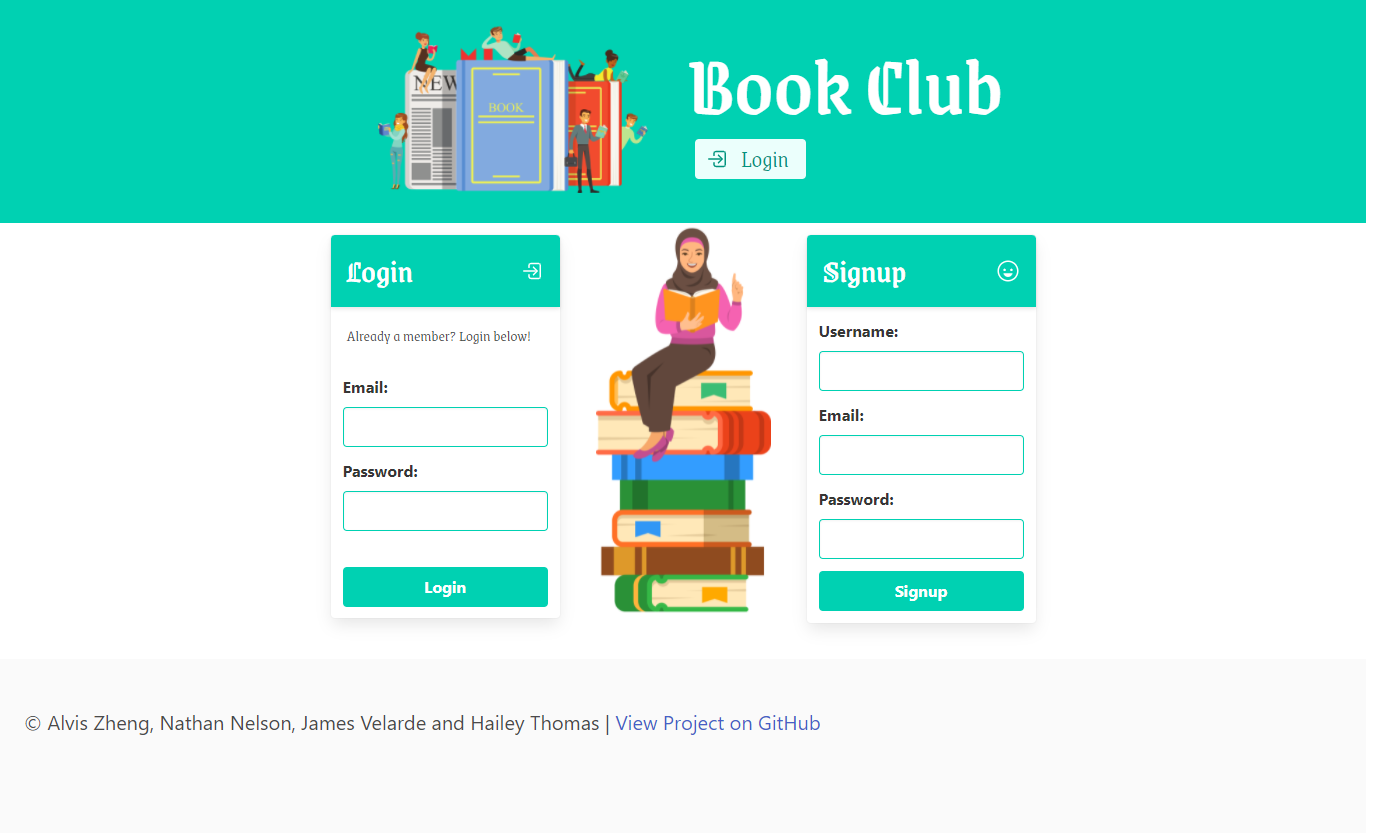 NEW
BOOK
Book Club
Login
Login
Already a member? Login below!
Email:
Password:
Login
Signup
Username:
Email:
Password:
Signup
© Alvis Zheng, Nathan Nelson, James Velarde and Hailey Thomas | View Project on GitHub